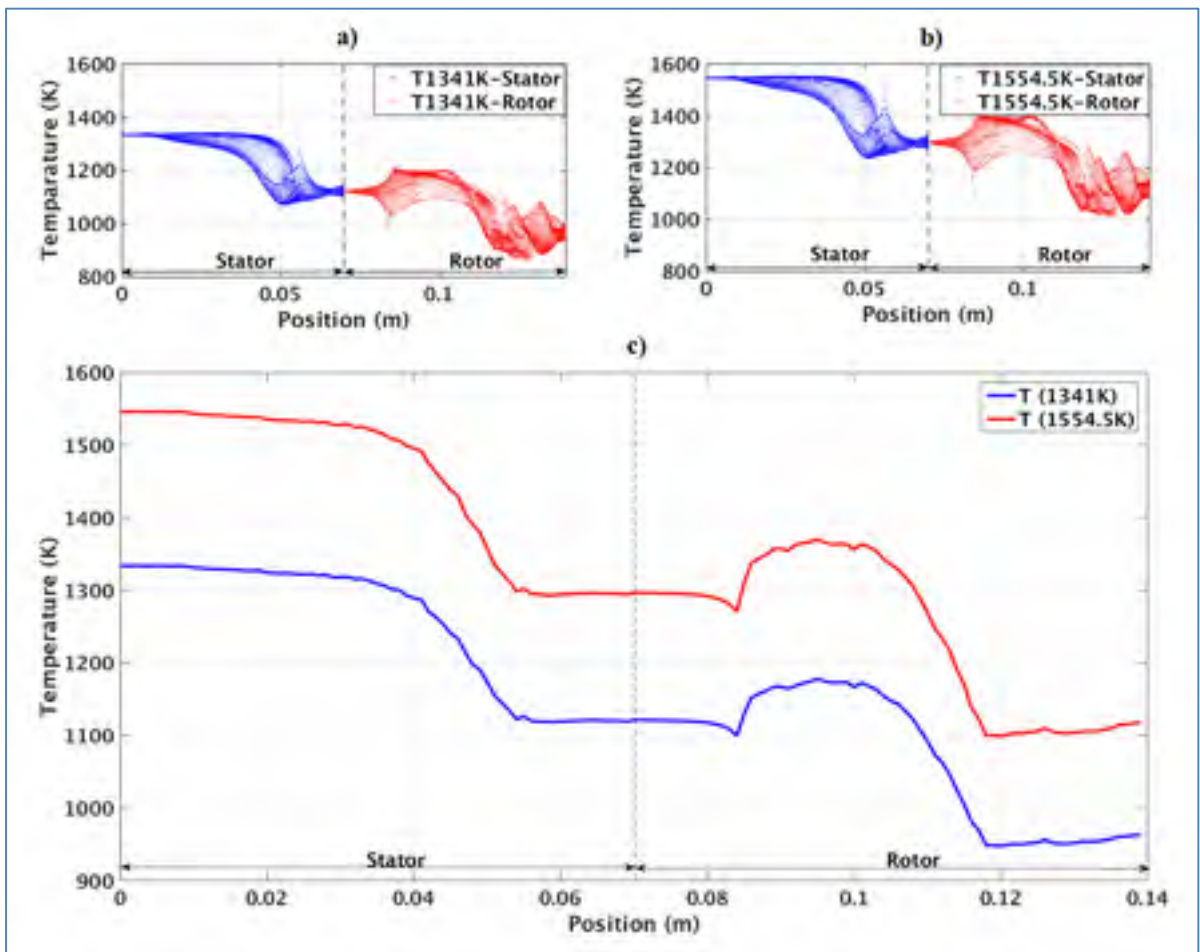 a)
1600
1400
1200
1000
800
Temparature (K)
T1341K-Stator
T1341K-Rotor
Stator
Rotor
0
0.05
0.1
Position (m)
b)
1600
1400
1200
1000
800
Temperature (K)
T1554.5K-Stator
T1554.5K-Rotor
Stator
Rotor
0
0.05
0.1
Position (m)
c)
1600
1500
1400
1300
1200
1100
1000
900
Temperature (K)
T (1341K)
T (1554.5K)
Stator
Rotor
0
0.02
0.04
0.06
0.08
0.1
0.12
0.14
Position (m)